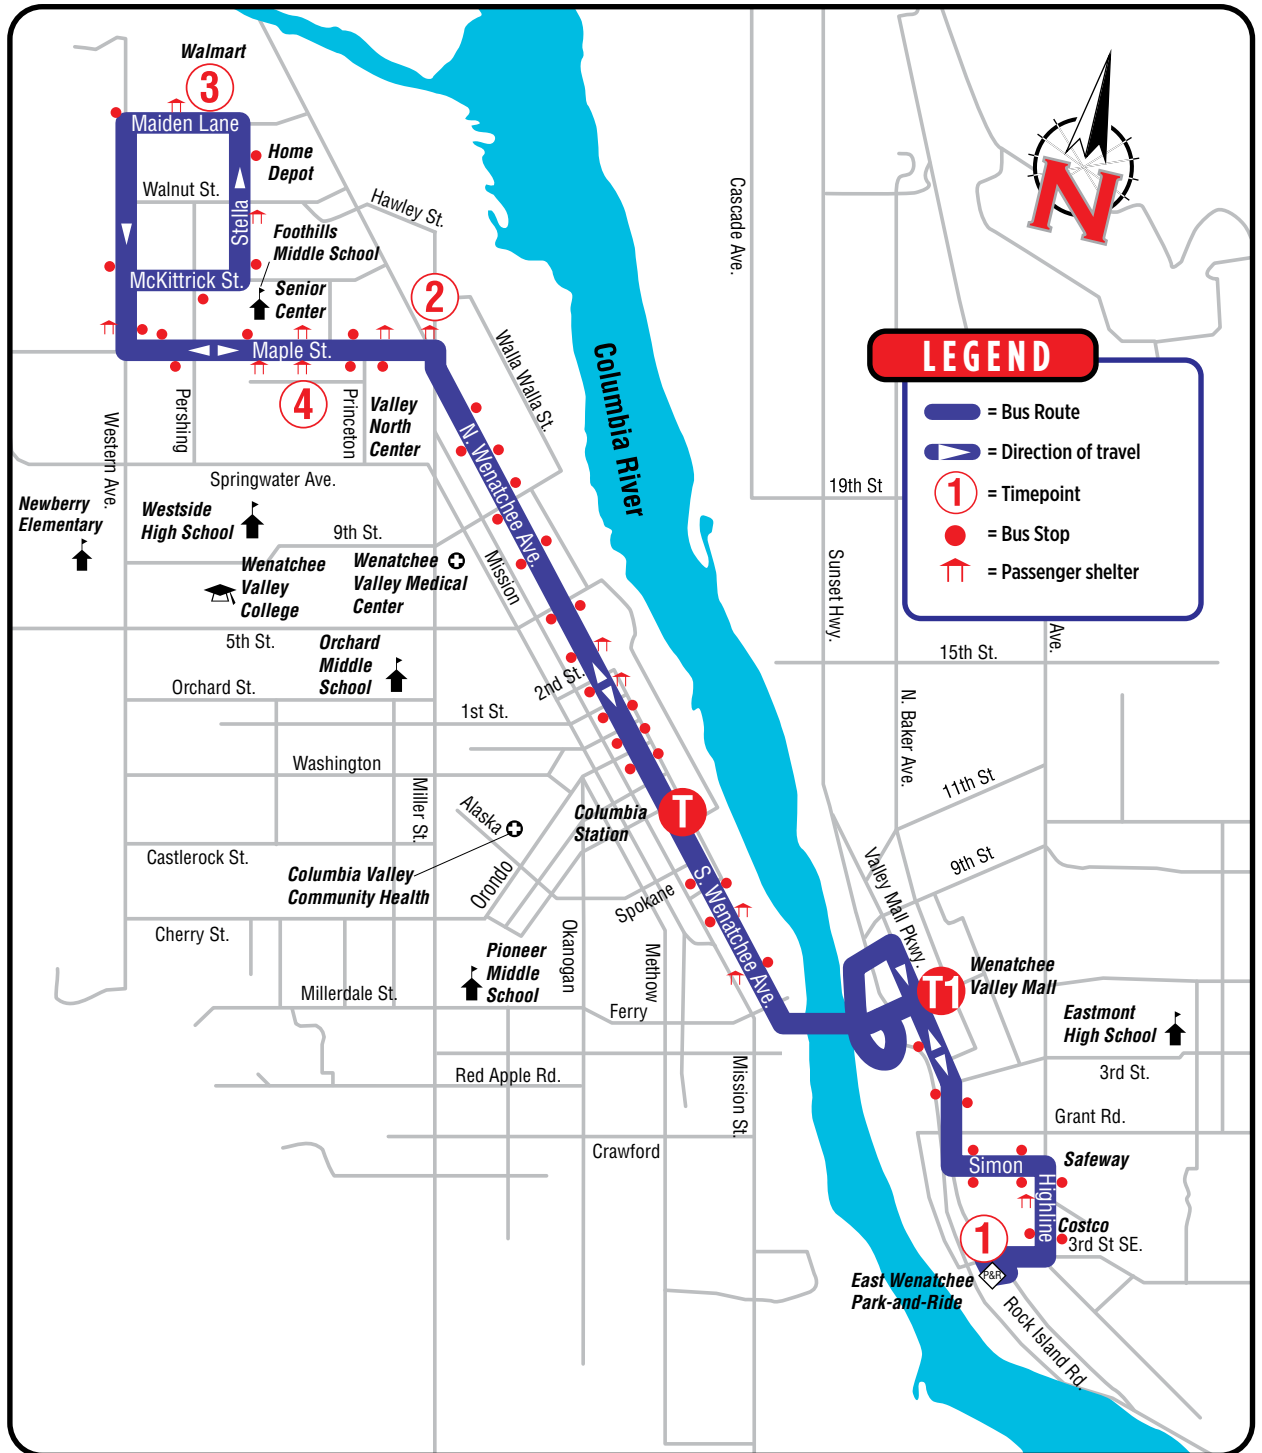 Walmart
3
Maiden Lane
Home
Depot
Walnut St.
Hawley St.
Stella
Foothills
Middle School
McKittrick St.
Senior
Center
2
Maple St.
4
Walla Walla St.
Columbia River
Cascade Ave.
N
LEGEND
= Bus Route
= Direction of travel
1
= Timepoint
= Bus Stop
= Passenger shelter
Western Ave.
Pershing
Princeton
Valley
North
Center
N. Wenatchee Ave.
Springwater Ave.
19th St
Newberry
Elementary
Westside
High School
9th St.
Wenatchee
Valley
College
Wenatchee
Valley Medical
Center
Mission
Sunset Hwy.
Ave.
5th St.
Orchard
Middle
School
15th St.
Orchard St.
2nd St.
1st St.
N. Baker Ave.
Washington
11th St
Miller St.
Alaska
Columbia
Station
T
Castlerock St.
Columbia Valley
Community Health
Orondo
Spokane
S. Wenatchee Ave.
Valley Mall Pkwy.
9th St
Cherry St.
Okanogan
Methow
Pioneer
Middle
School
Wenatchee
Valley Mall
T1
Millerdale St.
Ferry
Eastmont
High School
Red Apple Rd.
Mission St.
3rd St.
Grant Rd.
Crawford
Simon
Safeway
Highline
Costco
3rd St SE.
1
P&R
East Wenatchee
Park-and-Ride
Rock Island Rd.